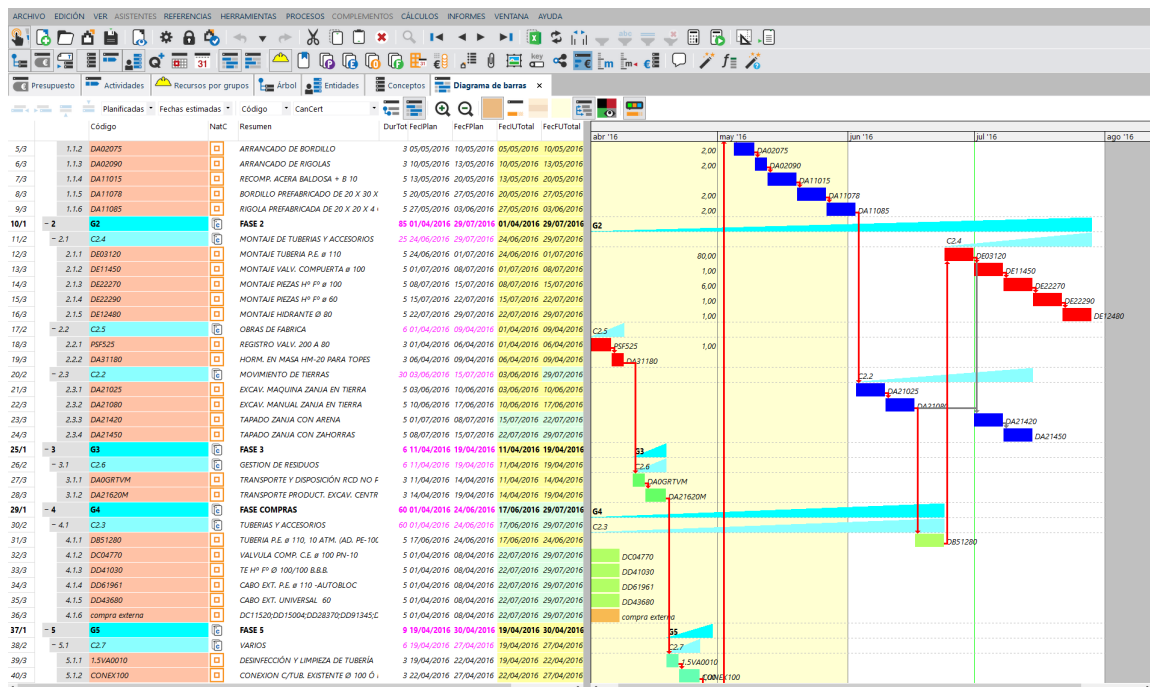 ARCHIVO EDICIÓN VER ASISTENTES REFERENCIAS HERRAMIENTAS PROCESOS COMPLEMENTOS CÁLCULOS INFORMES VENTANA AYUDA
Presupuesto Actividades Recursos por grupos Árbol Entidades Conceptos Diagrama de barras ×
Planificadas Fechas estimadas Código CanCert
Código NatC Resumen DurTot FecIPlan FecFPlan FecIUTotal FecFUTotal abr '16 may '16 jun '16 jul '16 ago '16
5/3 1.1.2 DA02075 ARRANCADO DE BORDILLO 3 05/05/2016 10/05/2016 05/05/2016 10/05/2016 2,00 DA02075
6/3 1.1.3 DA02090 ARRANCADO DE RIGOLAS 3 10/05/2016 13/05/2016 10/05/2016 13/05/2016 DA02090
7/3 1.1.4 DA11015 RECOMP. ACERA BALDOSA + B 10 5 13/05/2016 20/05/2016 13/05/2016 20/05/2016 DA11015
8/3 1.1.5 DA11078 BORDILLO PREFABRICADO DE 20 X 30 X 5 20/05/2016 27/05/2016 20/05/2016 27/05/2016 2,00 DA11078
9/3 1.1.6 DA11085 RIGOLA PREFABRICADA DE 20 X 20 X 4 5 27/05/2016 03/06/2016 27/05/2016 03/06/2016 2,00 DA11085
10/1 − 2 G2 FASE 2 85 01/04/2016 29/07/2016 01/04/2016 29/07/2016 G2
11/2 − 2.1 C2.4 MONTAJE DE TUBERIAS Y ACCESORIOS 25 24/06/2016 29/07/2016 24/06/2016 29/07/2016 C2.4
12/3 2.1.1 DE03120 MONTAJE TUBERIA P.E. ø 110 5 24/06/2016 01/07/2016 24/06/2016 01/07/2016 80,00 DE03120
13/3 2.1.2 DE11450 MONTAJE VALV. COMPUERTA ø 100 5 01/07/2016 08/07/2016 01/07/2016 08/07/2016 1,00 DE11450
14/3 2.1.3 DE22270 MONTAJE PIEZAS Hº Fº ø 100 5 08/07/2016 15/07/2016 08/07/2016 15/07/2016 6,00 DE22270
15/3 2.1.4 DE22290 MONTAJE PIEZAS Hº Fº ø 60 5 15/07/2016 22/07/2016 15/07/2016 22/07/2016 1,00 DE22290
16/3 2.1.5 DE12480 MONTAJE HIDRANTE Ø 80 5 22/07/2016 29/07/2016 22/07/2016 29/07/2016 1,00 DE12480
17/2 − 2.2 C2.5 OBRAS DE FABRICA 6 01/04/2016 09/04/2016 01/04/2016 09/04/2016 C2.5
18/3 2.2.1 PSF525 REGISTRO VALV. 200 A 80 3 01/04/2016 06/04/2016 01/04/2016 06/04/2016 PSF525 1,00
19/3 2.2.2 DA31180 HORM. EN MASA HM-20 PARA TOPES 3 06/04/2016 09/04/2016 06/04/2016 09/04/2016 DA31180
20/2 − 2.3 C2.2 MOVIMIENTO DE TIERRAS 30 03/06/2016 15/07/2016 03/06/2016 29/07/2016 C2.2
21/3 2.3.1 DA21025 EXCAV. MAQUINA ZANJA EN TIERRA 5 03/06/2016 10/06/2016 03/06/2016 10/06/2016 DA21025
22/3 2.3.2 DA21080 EXCAV. MANUAL ZANJA EN TIERRA 5 10/06/2016 17/06/2016 10/06/2016 17/06/2016 DA21080
23/3 2.3.3 DA21420 TAPADO ZANJA CON ARENA 5 01/07/2016 08/07/2016 15/07/2016 22/07/2016 DA21420
24/3 2.3.4 DA21450 TAPADO ZANJA CON ZAHORRAS 5 08/07/2016 15/07/2016 22/07/2016 29/07/2016 DA21450
25/1 − 3 G3 FASE 3 6 11/04/2016 19/04/2016 11/04/2016 19/04/2016 G3
26/2 − 3.1 C2.6 GESTION DE RESIDUOS 6 11/04/2016 19/04/2016 11/04/2016 19/04/2016 C2.6
27/3 3.1.1 DA0GRTVM TRANSPORTE Y DISPOSICIÓN RCD NO P 3 11/04/2016 14/04/2016 11/04/2016 14/04/2016 DA0GRTVM
28/3 3.1.2 DA21620M TRANSPORTE PRODUCT. EXCAV. CENTR 3 14/04/2016 19/04/2016 14/04/2016 19/04/2016 DA21620M
29/1 − 4 G4 FASE COMPRAS 60 01/04/2016 24/06/2016 17/06/2016 29/07/2016 G4
30/2 − 4.1 C2.3 TUBERIAS Y ACCESORIOS 60 01/04/2016 24/06/2016 17/06/2016 29/07/2016 C2.3
31/3 4.1.1 DB51280 TUBERIA P.E. ø 110, 10 ATM. (AD. PE-100 5 17/06/2016 24/06/2016 17/06/2016 24/06/2016 DB51280
32/3 4.1.2 DC04770 VALVULA COMP. C.E. ø 100 PN-10 5 01/04/2016 08/04/2016 22/07/2016 29/07/2016 DC04770
33/3 4.1.3 DD41030 TE Hº Fº Ø 100/100 B.B.B. 5 01/04/2016 08/04/2016 22/07/2016 29/07/2016 DD41030
34/3 4.1.4 DD61961 CABO EXT. P.E. ø 110 -AUTOBLOC 5 01/04/2016 08/04/2016 22/07/2016 29/07/2016 DD61961
35/3 4.1.5 DD43680 CABO EXT. UNIVERSAL 60 5 01/04/2016 08/04/2016 22/07/2016 29/07/2016 DD43680
36/3 4.1.6 compra externa DC11520;DD15004;DD28370;DD91345;D 5 01/04/2016 08/04/2016 22/07/2016 29/07/2016 compra externa
37/1 − 5 G5 FASE 5 9 19/04/2016 30/04/2016 19/04/2016 30/04/2016 G5
38/2 − 5.1 C2.7 VARIOS 6 19/04/2016 27/04/2016 19/04/2016 27/04/2016 C2.7
39/3 5.1.1 1.5VA0010 DESINFECCIÓN Y LIMPIEZA DE TUBERÍA 3 19/04/2016 22/04/2016 19/04/2016 22/04/2016 1.5VA0010
40/3 5.1.2 CONEX100 CONEXION C/TUB. EXISTENTE Ø 100 Ó 3 22/04/2016 27/04/2016 22/04/2016 27/04/2016 CONEX100